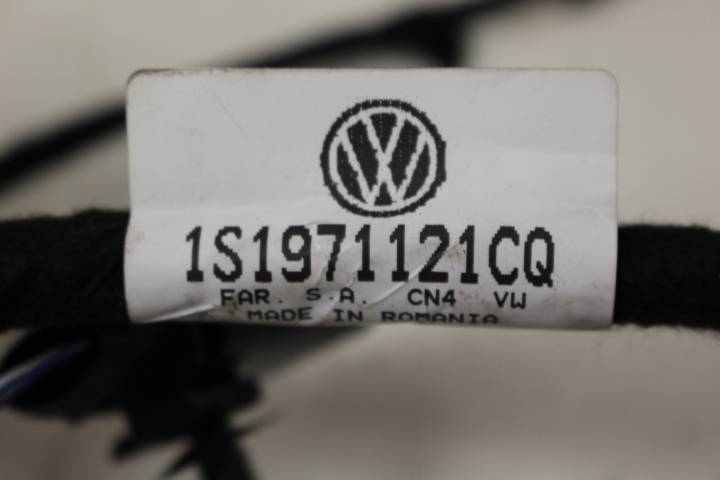 1S1971121CQ
FAR. S.A. CN4 VW
MADE IN ROMANIA